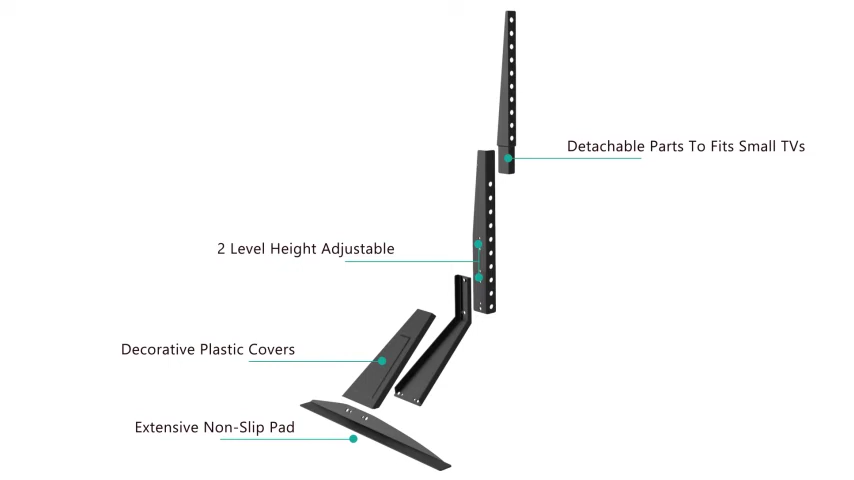 Detachable Parts To Fits Small TVs
2 Level Height Adjustable
Decorative Plastic Covers
Extensive Non-Slip Pad